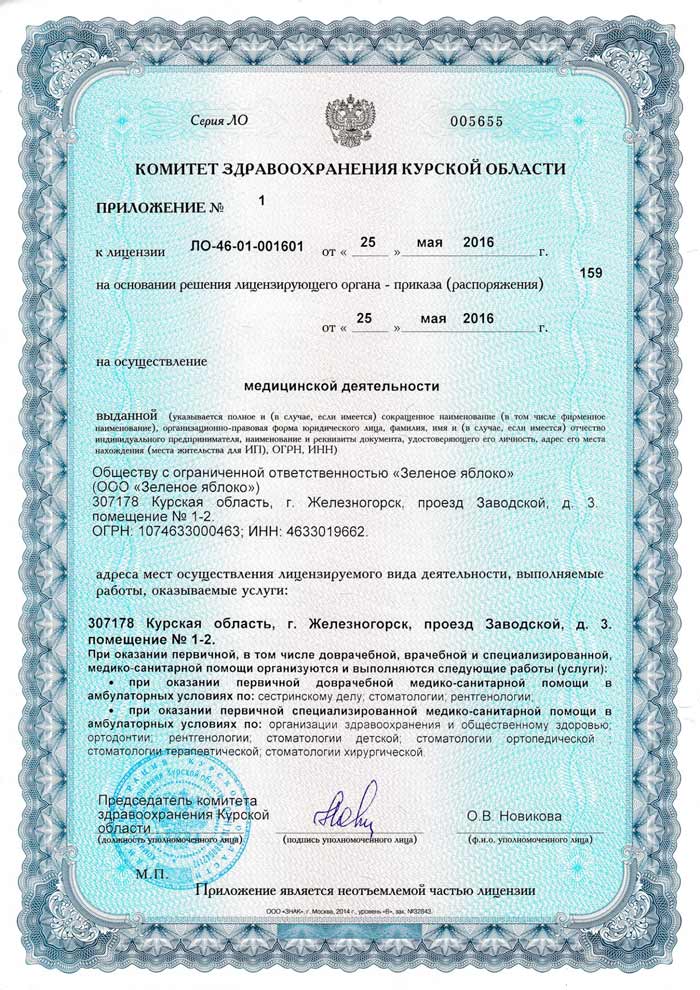 Серия ЛО
005655
КОМИТЕТ ЗДРАВООХРАНЕНИЯ КУРСКОЙ ОБЛАСТИ
ПРИЛОЖЕНИЕ № 1
к лицензии ЛО-46-01-001601 от « 25 » мая 2016 г.
на основании решения лицензирующего органа - приказа (распоряжения) 159
от « 25 » мая 2016 г.
на осуществление
медицинской деятельности
выданной (указывается полное и (в случае, если имеется) сокращенное наименование (в том числе фирменное
наименование), организационно-правовая форма юридического лица, фамилия, имя и (в случае, если имеется) отчество
индивидуального предпринимателя, наименование и реквизиты документа, удостоверяющего его личность, адрес его места
нахождения (места жительства для ИП), ОГРН, ИНН)
Обществу с ограниченной ответственностью «Зеленое яблоко»
(ООО «Зеленое яблоко»)
307178 Курская область, г. Железногорск, проезд Заводской, д. 3.
помещение № 1-2.
ОГРН: 1074633000463; ИНН: 4633019662.
адреса мест осуществления лицензируемого вида деятельности, выполняемые
работы, оказываемые услуги:
307178 Курская область, г. Железногорск, проезд Заводской, д. 3.
помещение № 1-2.
При оказании первичной, в том числе доврачебной, врачебной и специализированной,
медико-санитарной помощи организуются и выполняются следующие работы (услуги):
• при оказании первичной доврачебной медико-санитарной помощи в
амбулаторных условиях по: сестринскому делу; стоматологии; рентгенологии;
• при оказании первичной специализированной медико-санитарной помощи в
амбулаторных условиях по: организации здравоохранения и общественному здоровью;
ортодонтии; рентгенологии; стоматологии детской; стоматологии ортопедической
стоматологии терапевтической; стоматологии хирургической.
Председатель комитета
здравоохранения Курской
области
(должность уполномоченного лица)
(подпись уполномоченного лица)
О.В. Новикова
(ф.и.о. уполномоченного лица)
М.П.
Приложение является неотъемлемой частью лицензии
ООО «ЗНАК», г. Москва, 2014 г., уровень «В», зак. №32843.